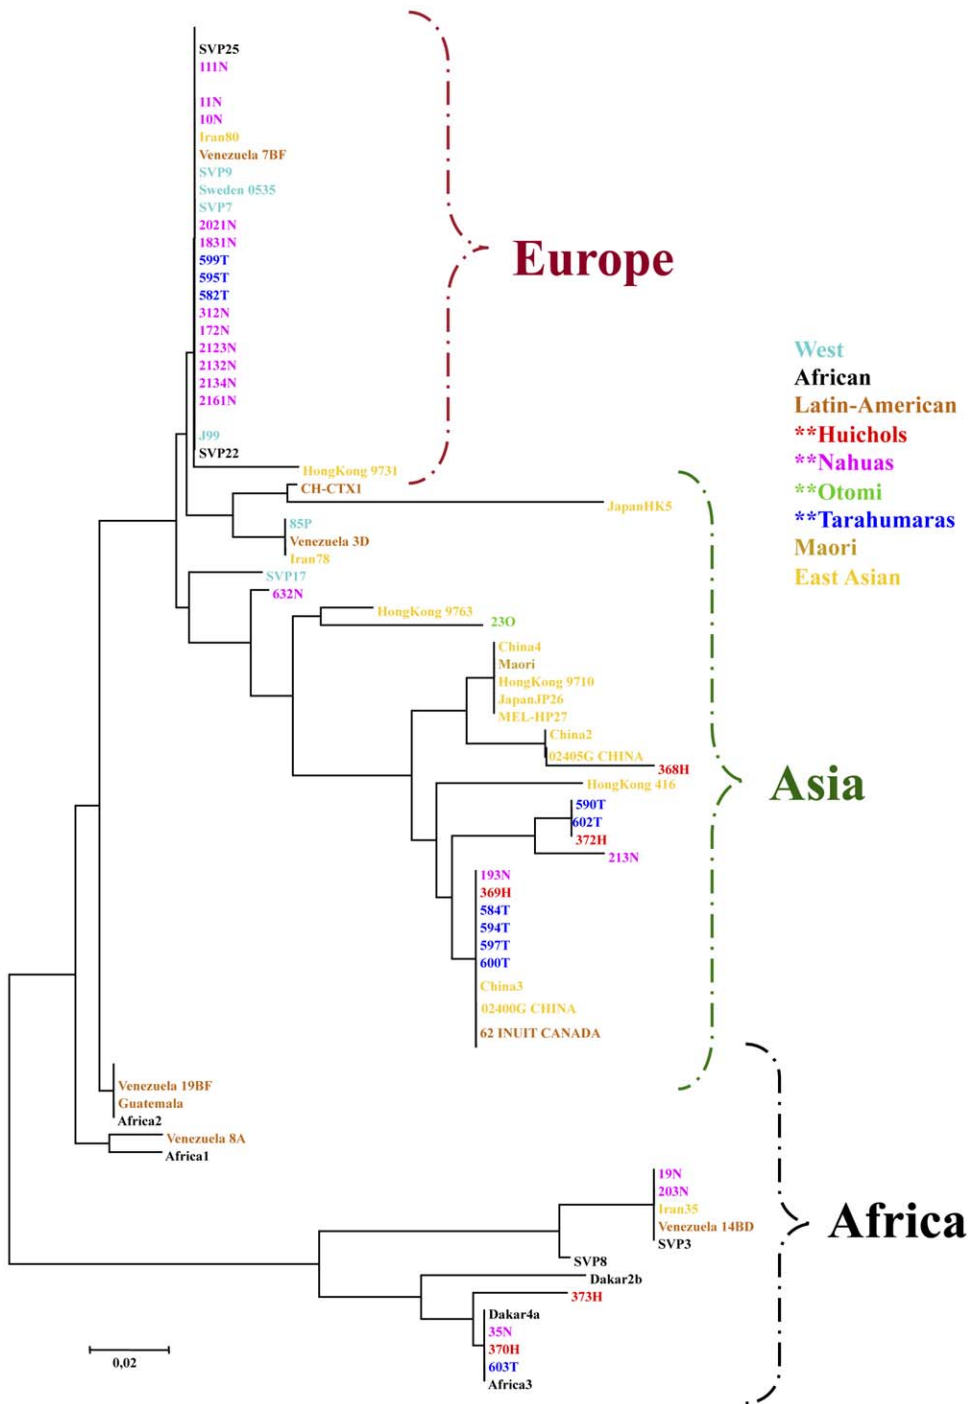 SVP25
111N
11N
10N
Iran80
Venezuela 7BF
SVP9
Sweden 0535
SVP7
2021N
1831N
599T
595T
582T
312N
172N
2123N
2132N
2134N
2161N
J99
SVP22
HongKong 9731
Europe
CH-CTX1
JapanHK5
85P
Venezuela 3D
Iran78
SVP17
632N
HongKong 9763
23O
China4
Maori
HongKong 9710
JapanJP26
MEL-HP27
China2
02405G CHINA
368H
HongKong 416
590T
602T
372H
213N
193N
369H
584T
594T
597T
600T
China3
02400G CHINA
62 INUIT CANADA
Asia
West
African
Latin-American
**Huichols
**Nahuas
**Otomi
**Tarahumaras
Maori
East Asian
Venezuela 19BF
Guatemala
Africa2
Venezuela 8A
Africa1
19N
203N
Iran35
Venezuela 14BD
SVP3
SVP8
Dakar2b
373H
Dakar4a
35N
370H
603T
Africa3
Africa
0,02